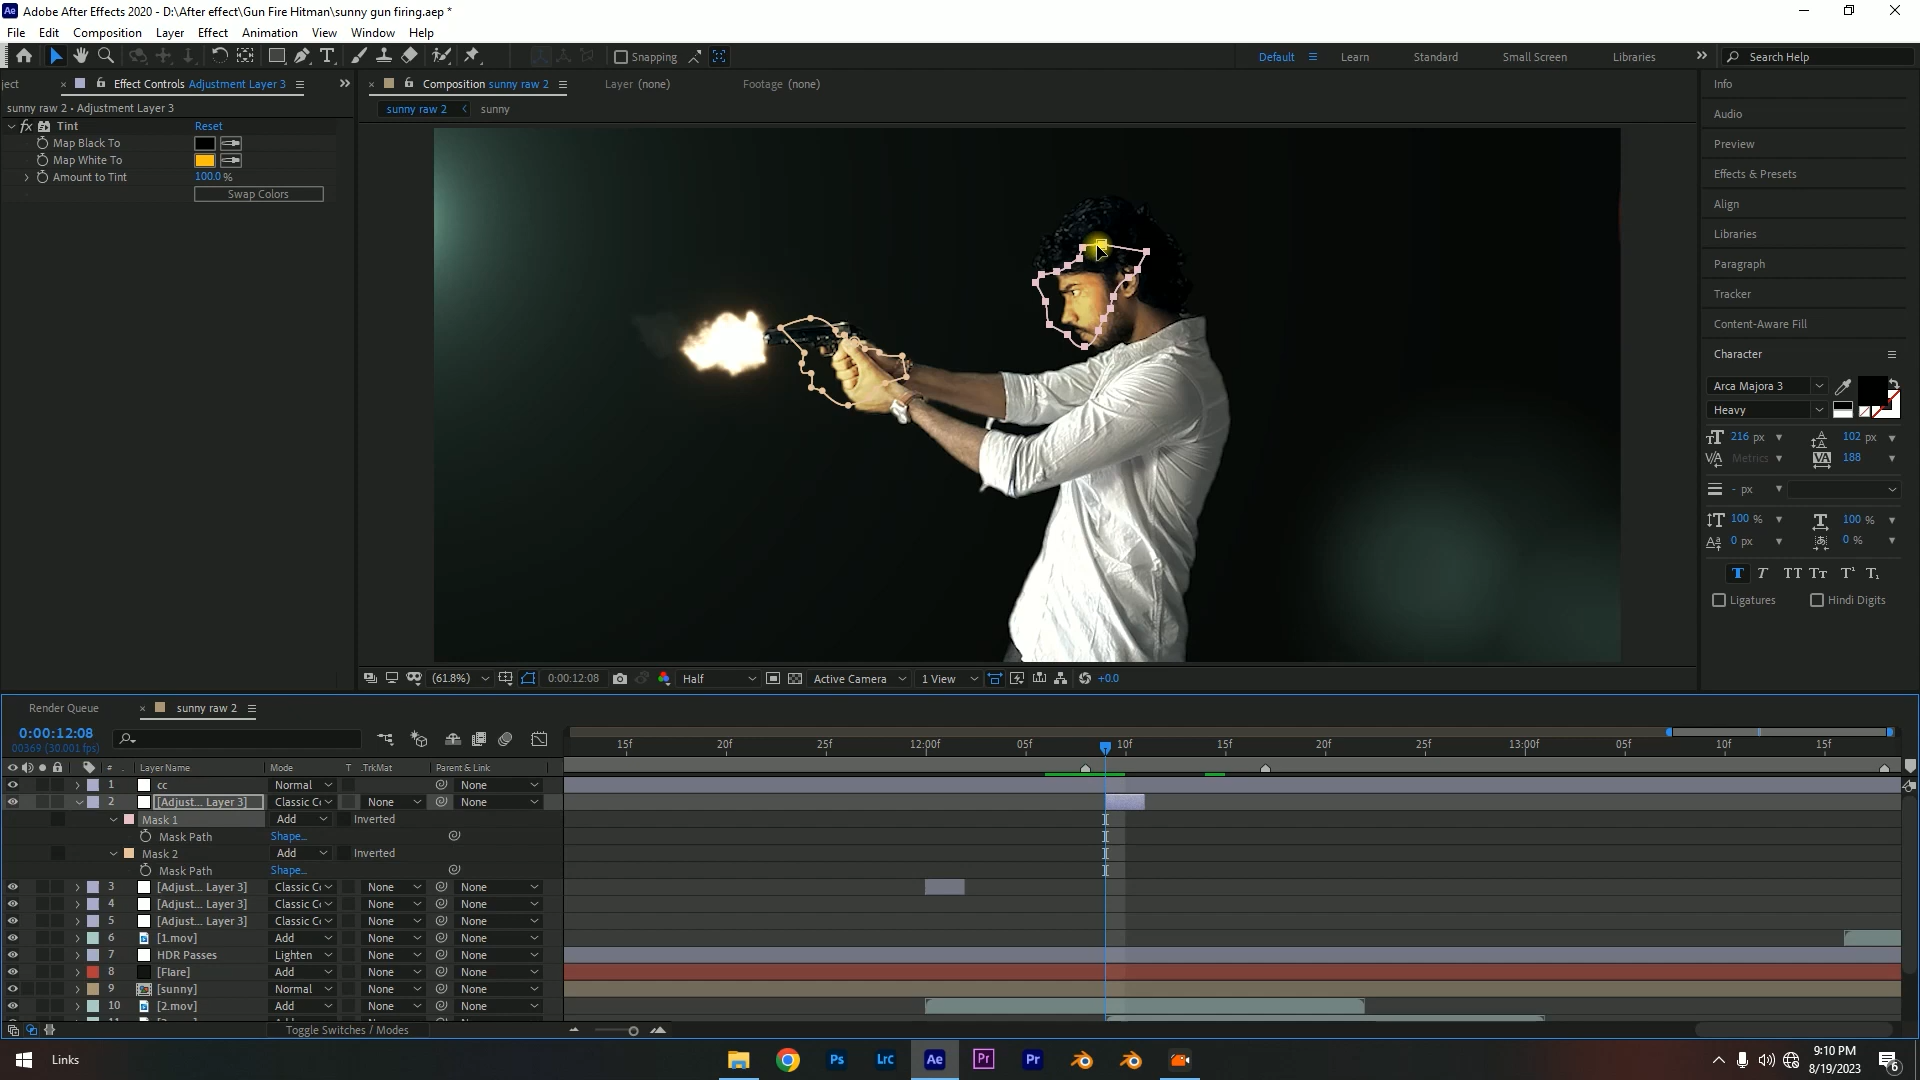 Adobe After Effects 2020 - D:\After effect\Gun Fire Hitman\sunny gun firing.aep *
File Edit Composition Layer Effect Animation View Window Help
Snapping
Default Learn Standard Small Screen Libraries Search Help
ject Effect Controls Adjustment Layer 3
Composition sunny raw 2 Layer (none) Footage (none)
sunny raw 2 • Adjustment Layer 3
sunny raw 2 sunny
fx Tint Reset
Map Black To
Map White To
Amount to Tint 100.0 %
Swap Colors
Info
Audio
Preview
Effects & Presets
Align
Libraries
Paragraph
Tracker
Content-Aware Fill
Character
Arca Majora 3
Heavy
216 px 102 px
Metrics 188
- px
100 % 100 %
0 px 0 %
Ligatures Hindi Digits
(61.8%) 0:00:12:08 Half Active Camera 1 View +0.0
Render Queue sunny raw 2
0:00:12:08
00369 (30.001 fps)
15f 20f 25f 12:00f 05f 10f 15f 20f 25f 13:00f 05f 10f 15f
# Layer Name Mode T .TrkMat Parent & Link
1 cc Normal None
2 [Adjust... Layer 3] Classic Co None None
Mask 1 Add Inverted
Mask Path Shape...
Mask 2 Add Inverted
Mask Path Shape...
3 [Adjust... Layer 3] Classic Co None None
4 [Adjust... Layer 3] Classic Co None None
5 [Adjust... Layer 3] Classic Co None None
6 [1.mov] Add None None
7 HDR Passes Lighten None None
8 [Flare] Add None None
9 [sunny] Normal None None
10 [2.mov] Add None None
Toggle Switches / Modes
Links
Ps Lrc Ae Pr Pr
9:10 PM
8/19/2023
6